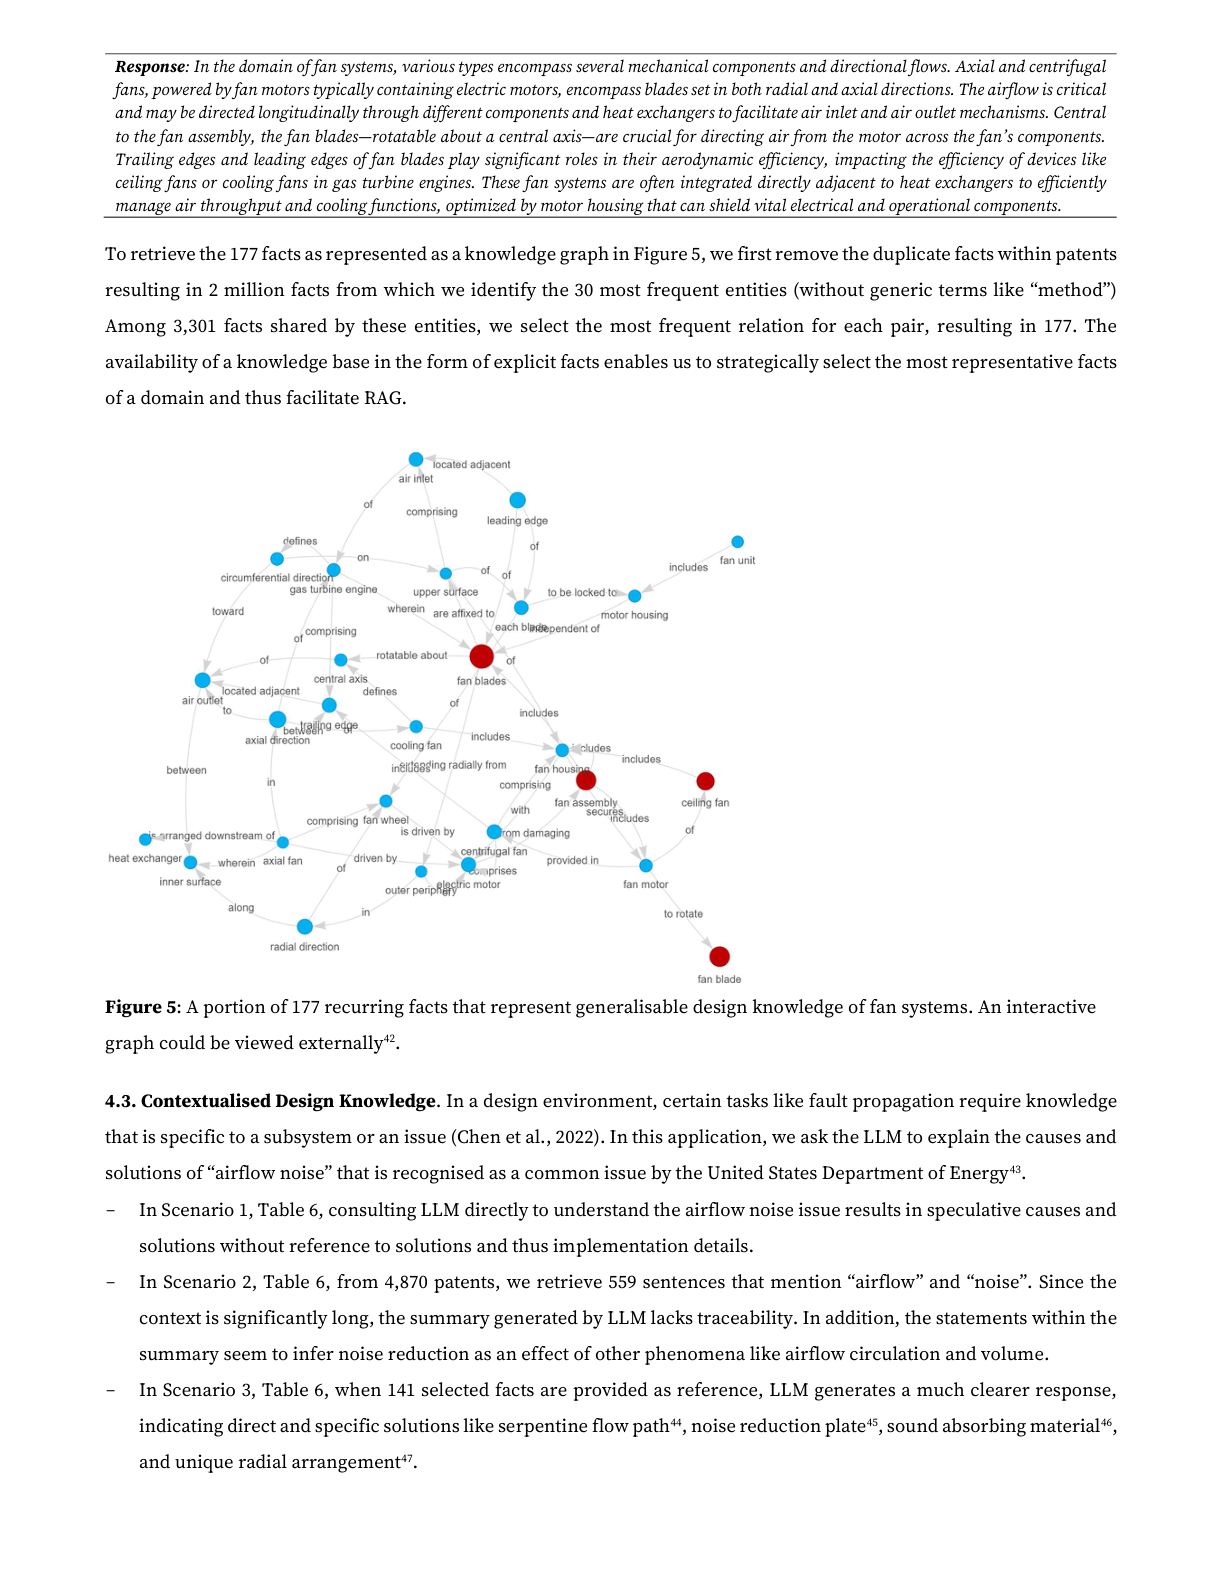 Response: In the domain of fan systems, various types encompass several mechanical components and directional flows. Axial and centrifugal
fans, powered by fan motors typically containing electric motors, encompass blades set in both radial and axial directions. The airflow is critical
and may be directed longitudinally through different components and heat exchangers to facilitate air inlet and air outlet mechanisms. Central
to the fan assembly, the fan blades—rotatable about a central axis—are crucial for directing air from the motor across the fan's components.
Trailing edges and leading edges of fan blades play significant roles in their aerodynamic efficiency, impacting the efficiency of devices like
ceiling fans or cooling fans in gas turbine engines. These fan systems are often integrated directly adjacent to heat exchangers to efficiently
manage air throughput and cooling functions, optimized by motor housing that can shield vital electrical and operational components.
To retrieve the 177 facts as represented as a knowledge graph in Figure 5, we first remove the duplicate facts within patents
resulting in 2 million facts from which we identify the 30 most frequent entities (without generic terms like “method”)
Among 3,301 facts shared by these entities, we select the most frequent relation for each pair, resulting in 177. The
availability of a knowledge base in the form of explicit facts enables us to strategically select the most representative facts
of a domain and thus facilitate RAG.
located adjacent
air inlet
of
comprising
leading edge
defines
of
on
fan unit
includes
circumferential direction
of
of
gas turbine engine
upper surface
to be locked to
toward
wherein
are affixed to
motor housing
each blade
independent of
comprising
of
rotatable about
of
of
central axis
fan blades
located adjacent
defines
air outlet
to
of
includes
trailing edge
between
of
axial direction
cooling fan
includes
includes
includes
between
includes
extending radially from
fan housing
in
comprising
fan assembly
ceiling fan
with
secures
includes
comprising
fan wheel
is driven by
from damaging
of
is arranged downstream of
centrifugal fan
heat exchanger
wherein
axial fan
driven by
provided in
of
comprises
inner surface
outer periphery
electric motor
of
fan motor
along
in
to rotate
radial direction
fan blade
Figure 5: A portion of 177 recurring facts that represent generalisable design knowledge of fan systems. An interactive
graph could be viewed externally42.
4.3. Contextualised Design Knowledge. In a design environment, certain tasks like fault propagation require knowledge
that is specific to a subsystem or an issue (Chen et al., 2022). In this application, we ask the LLM to explain the causes and
solutions of “airflow noise” that is recognised as a common issue by the United States Department of Energy43.
– In Scenario 1, Table 6, consulting LLM directly to understand the airflow noise issue results in speculative causes and
solutions without reference to solutions and thus implementation details.
– In Scenario 2, Table 6, from 4,870 patents, we retrieve 559 sentences that mention “airflow” and “noise”. Since the
context is significantly long, the summary generated by LLM lacks traceability. In addition, the statements within the
summary seem to infer noise reduction as an effect of other phenomena like airflow circulation and volume.
– In Scenario 3, Table 6, when 141 selected facts are provided as reference, LLM generates a much clearer response,
indicating direct and specific solutions like serpentine flow path44, noise reduction plate45, sound absorbing material46,
and unique radial arrangement47.